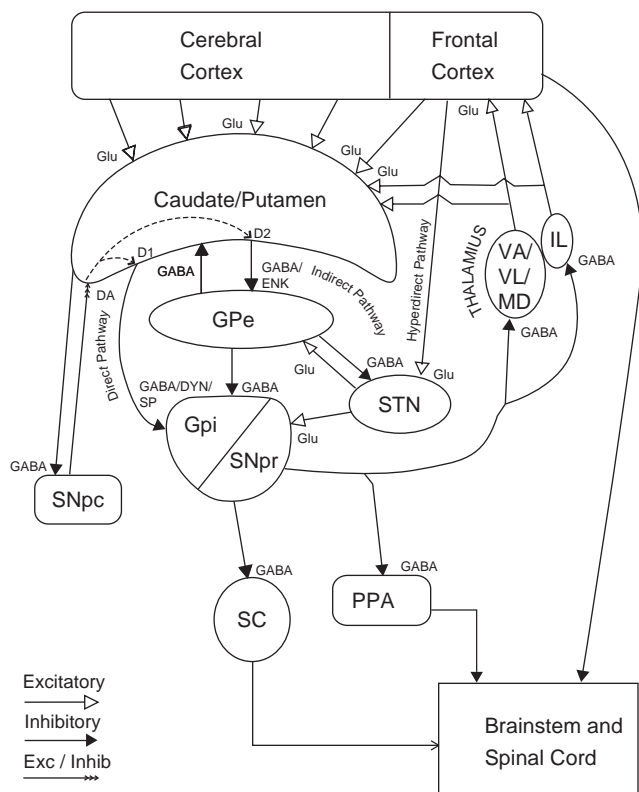 Cerebral
Cortex
Frontal
Cortex
Glu
Glu
Glu
Glu
Glu
Glu
Glu
Caudate/Putamen
D1
D2
DA
GABA
GABA/
ENK
Indirect Pathway
Hyperdirect Pathway
Direct Pathway
THALAMIUS
VA/
VL/
MD
IL
GABA
GABA
GPe
GABA
Glu
Glu
STN
GABA/DYN/
SP
GABA
Gpi
SNpr
Glu
GABA
SNpc
GABA
SC
GABA
PPA
Brainstem and
Spinal Cord
Excitatory
Inhibitory
Exc / Inhib